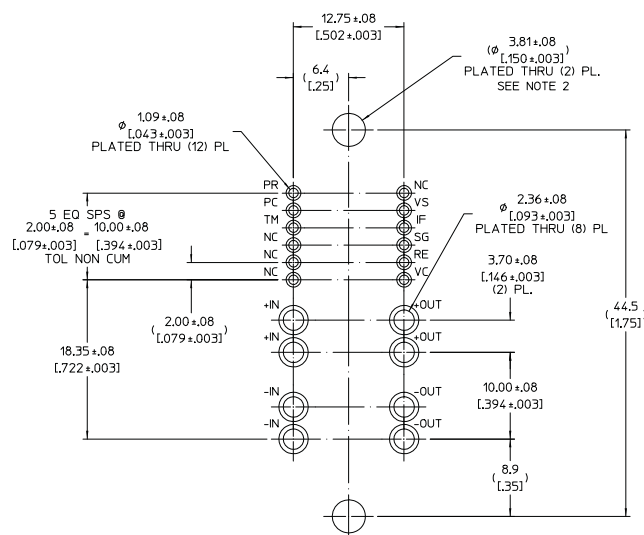 12.75±.08
[.502±.003]
6.4
([.25])
(ø 3.81±.08
[.150±.003])
PLATED THRU (2) PL.
SEE NOTE 2
ø 1.09±.08
[.043±.003]
PLATED THRU (12) PL
PR
NC
PC
VS
TM
IF
NC
SG
NC
RE
NC
VC
5 EQ SPS @
2.00±.08 = 10.00±.08
[.079±.003] [.394±.003]
TOL NON CUM
ø 2.36±.08
[.093±.003]
PLATED THRU (8) PL
3.70±.08
[.146±.003]
(2) PL.
(2.00±.08
[.079±.003])
+IN
+OUT
+IN
+OUT
-IN
-OUT
-IN
-OUT
18.35±.08
[.722±.003]
10.00±.08
[.394±.003]
(8.9
[.35])
(44.5
[1.75])